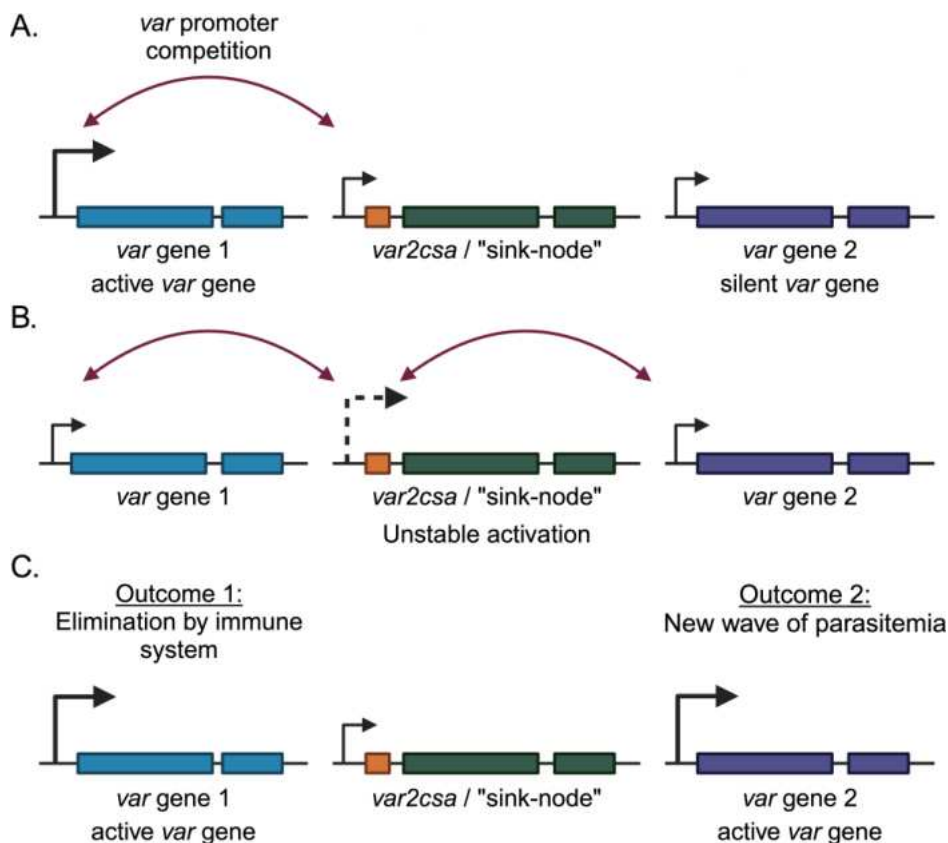 A.
var promoter
competition
var gene 1
active var gene
var2csa / "sink-node"
var gene 2
silent var gene
B.
var gene 1
var2csa / "sink-node"
Unstable activation
var gene 2
C.
Outcome 1:
Elimination by immune
system
Outcome 2:
New wave of parasitemia
var gene 1
active var gene
var2csa / "sink-node"
var gene 2
active var gene